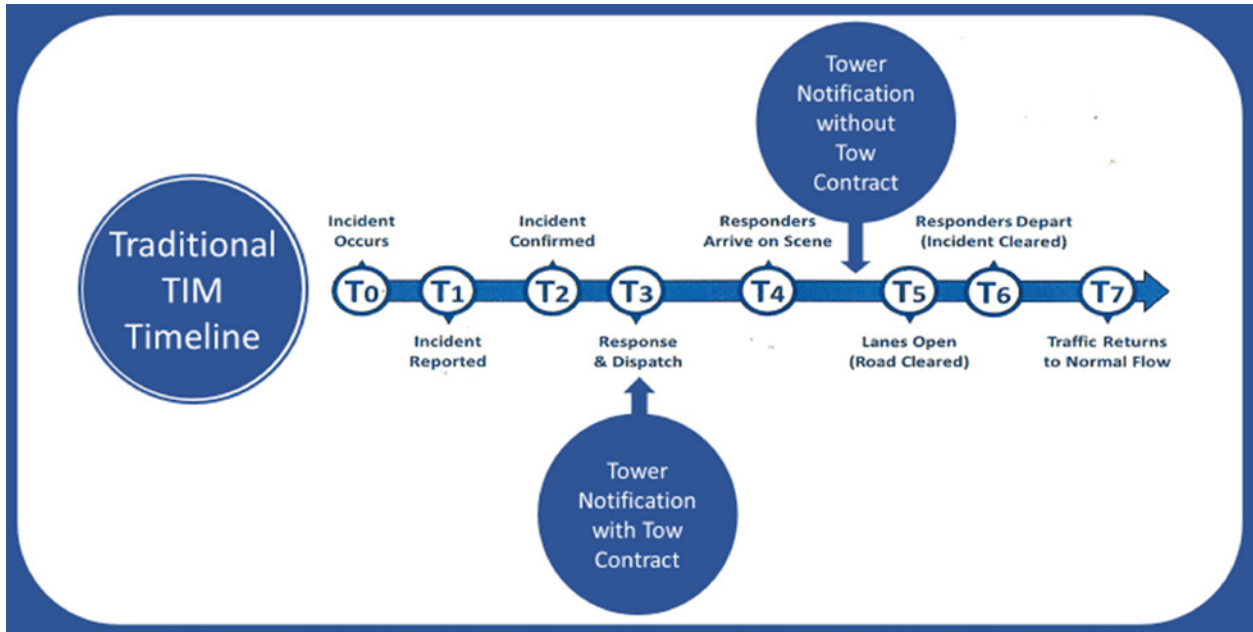 Traditional
TIM
Timeline
Tower
Notification
without
Tow
Contract
Incident
Occurs
Incident
Confirmed
Responders
Arrive on Scene
Responders Depart
(Incident Cleared)
T0
T1
T2
T3
T4
T5
T6
T7
Incident
Reported
Response
& Dispatch
Lanes Open
(Road Cleared)
Traffic Returns
to Normal Flow
Tower
Notification
with Tow
Contract